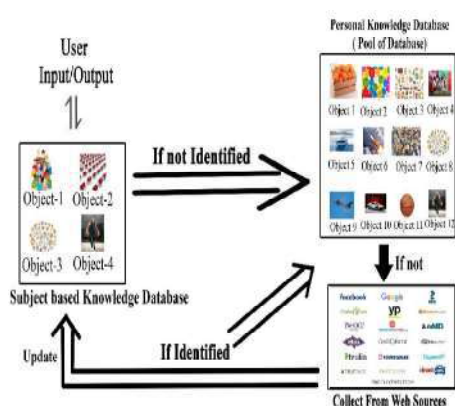 User
Input/Output
Object-1 Object-2
Object-3 Object-4
Subject based Knowledge Database
If not Identified
Personal Knowledge Database
( Pool of Database)
Object 1 Object 2 Object 3 Object 4
Object 5 Object 6 Object 7 Object 8
Object 9 Object 10 Object 11 Object 12
If not
If Identified
Update
Facebook Google
yp
Collect From Web Sources